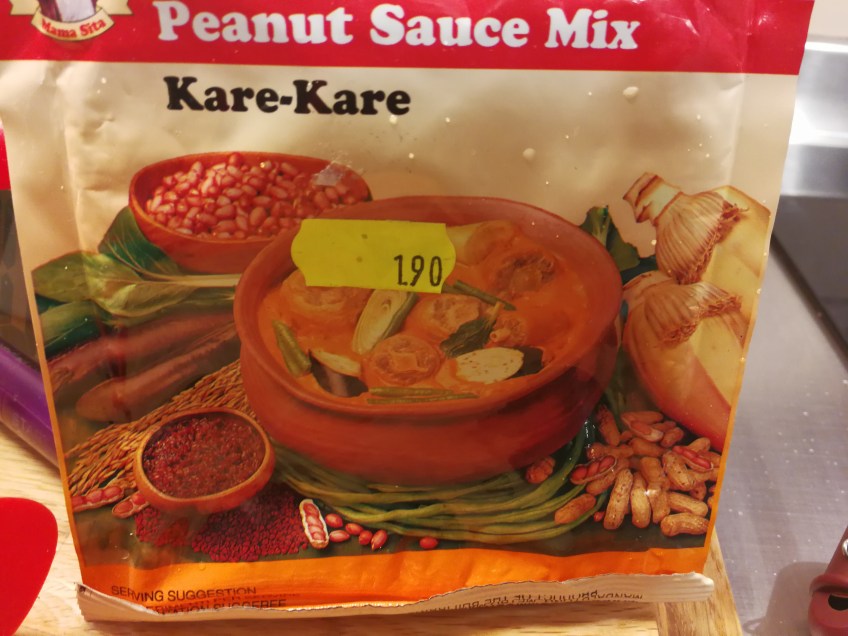 Mama Sita
Peanut Sauce Mix
Kare-Kare
1.90
SERVING SUGGESTION